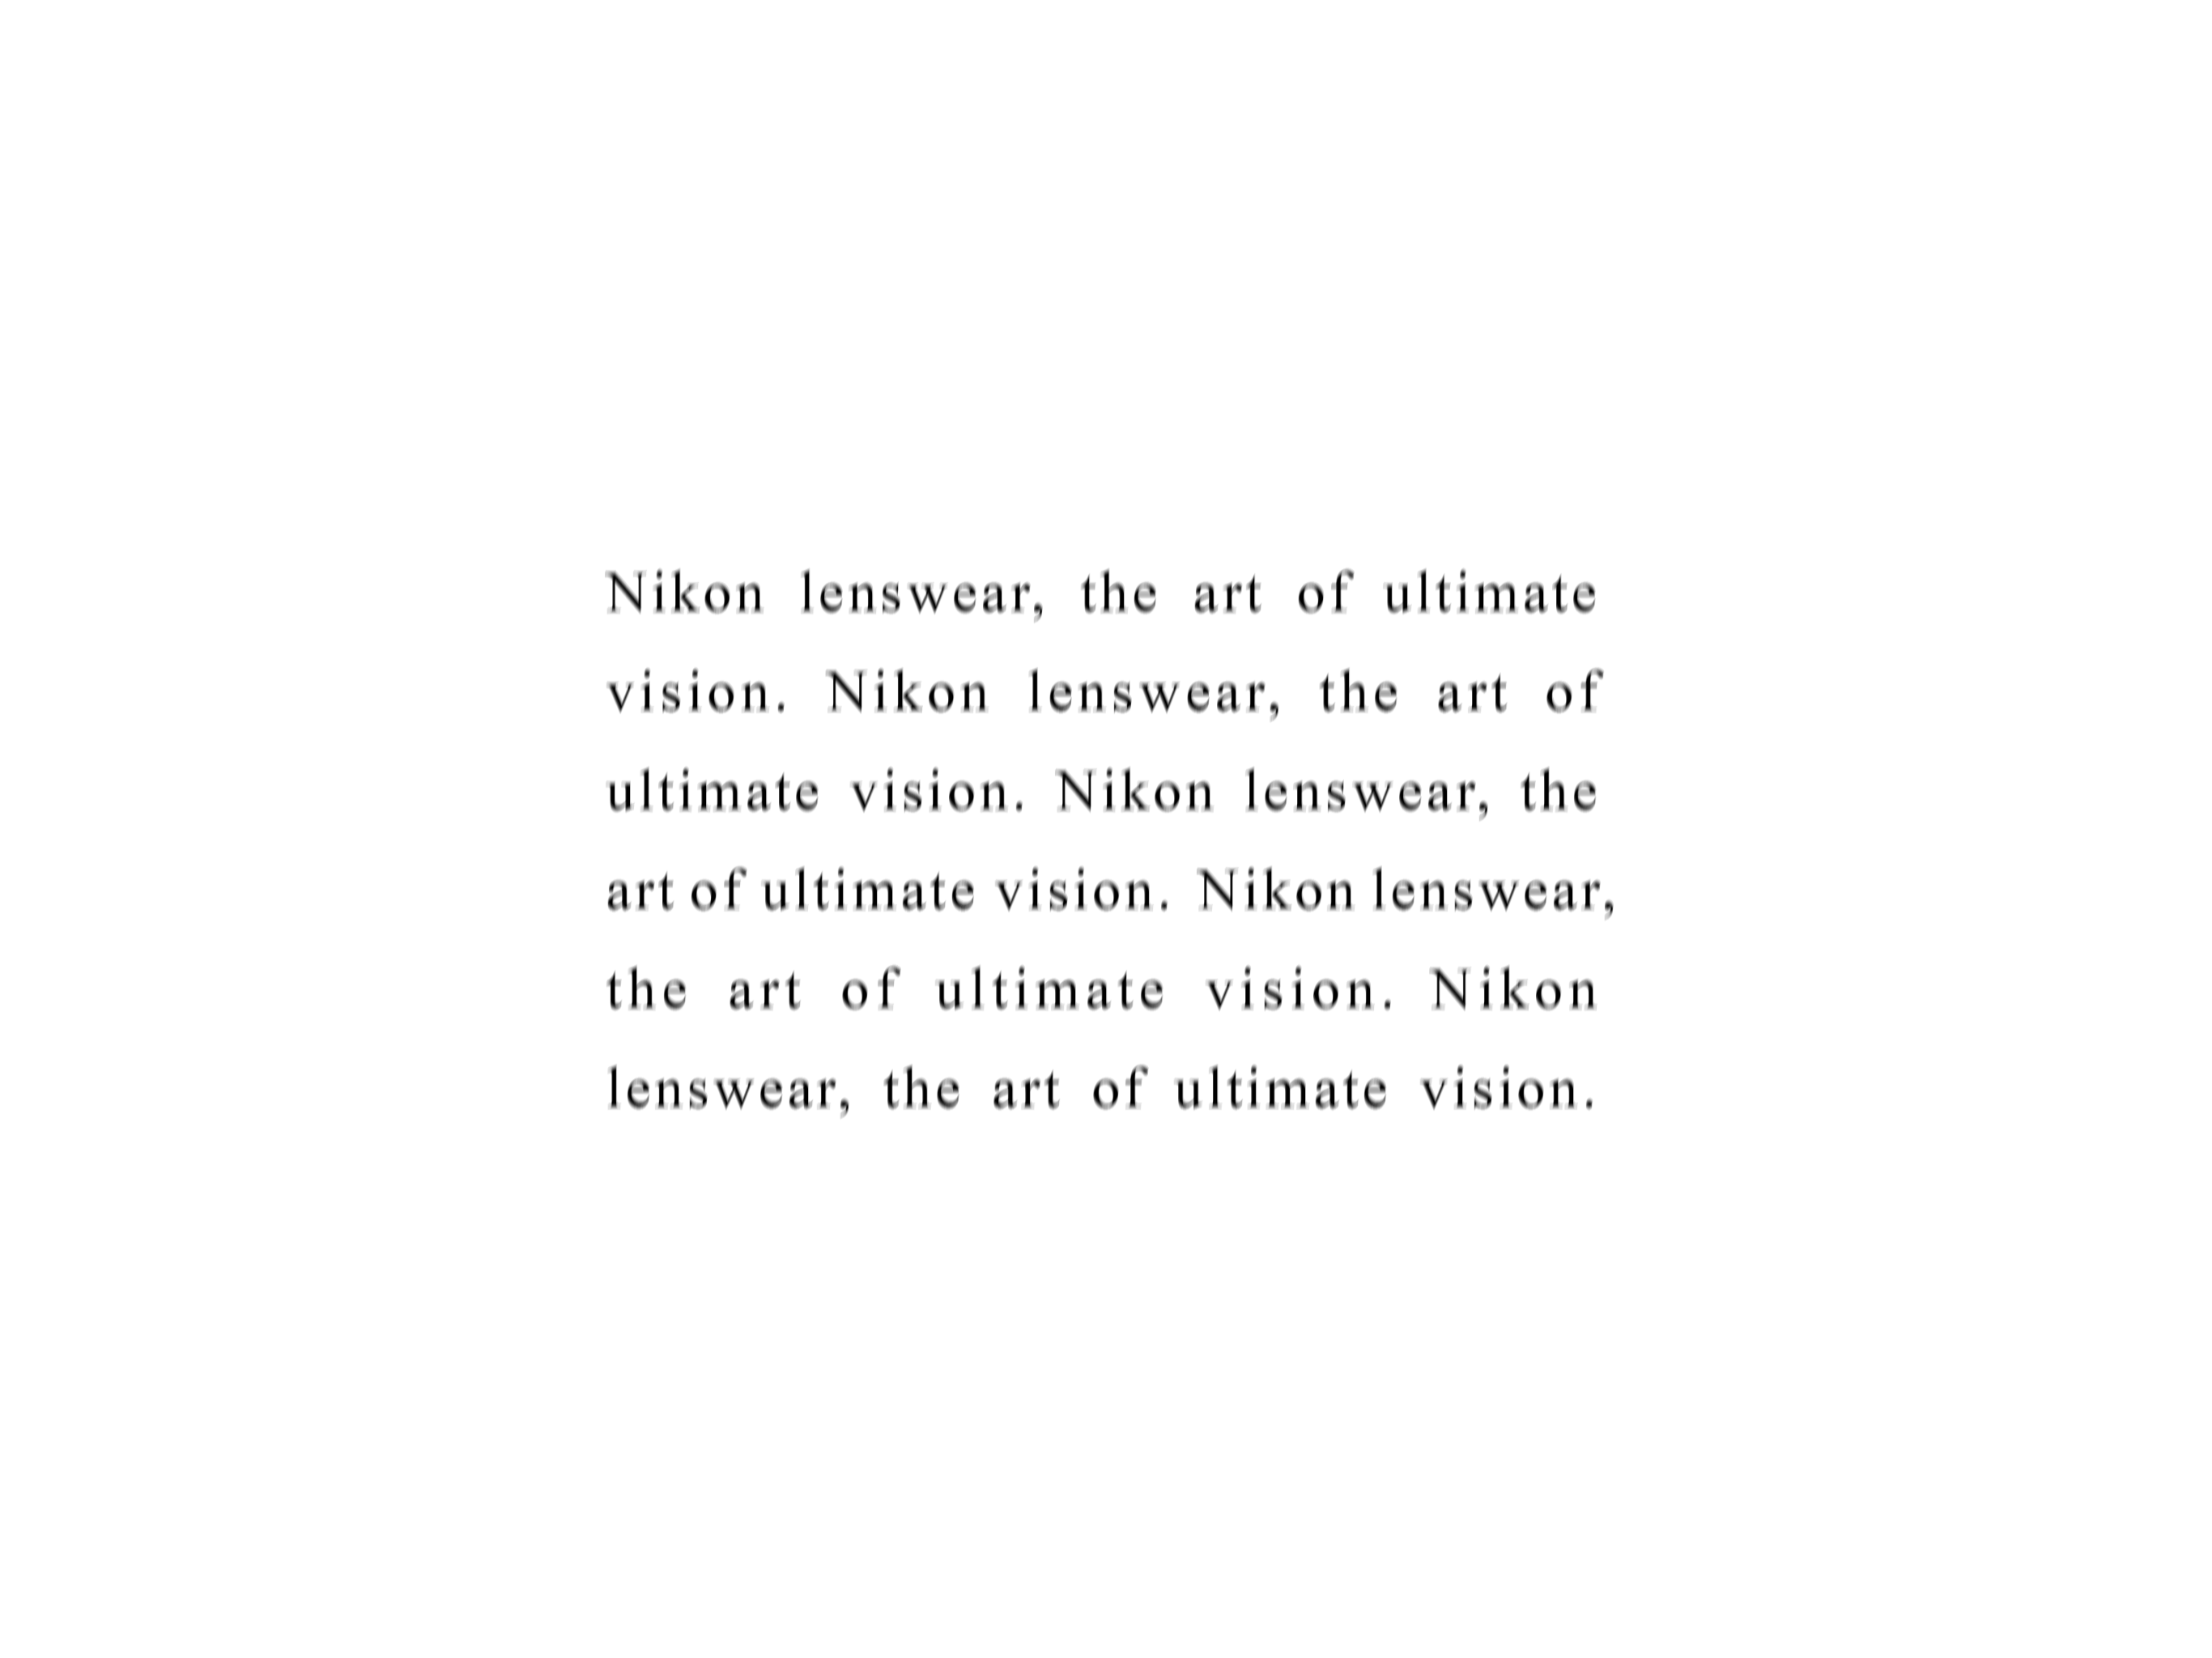 Nikon lenswear, the art of ultimate
vision. Nikon lenswear, the art of
ultimate vision. Nikon lenswear, the
art of ultimate vision. Nikon lenswear,
the art of ultimate vision. Nikon
lenswear, the art of ultimate vision.